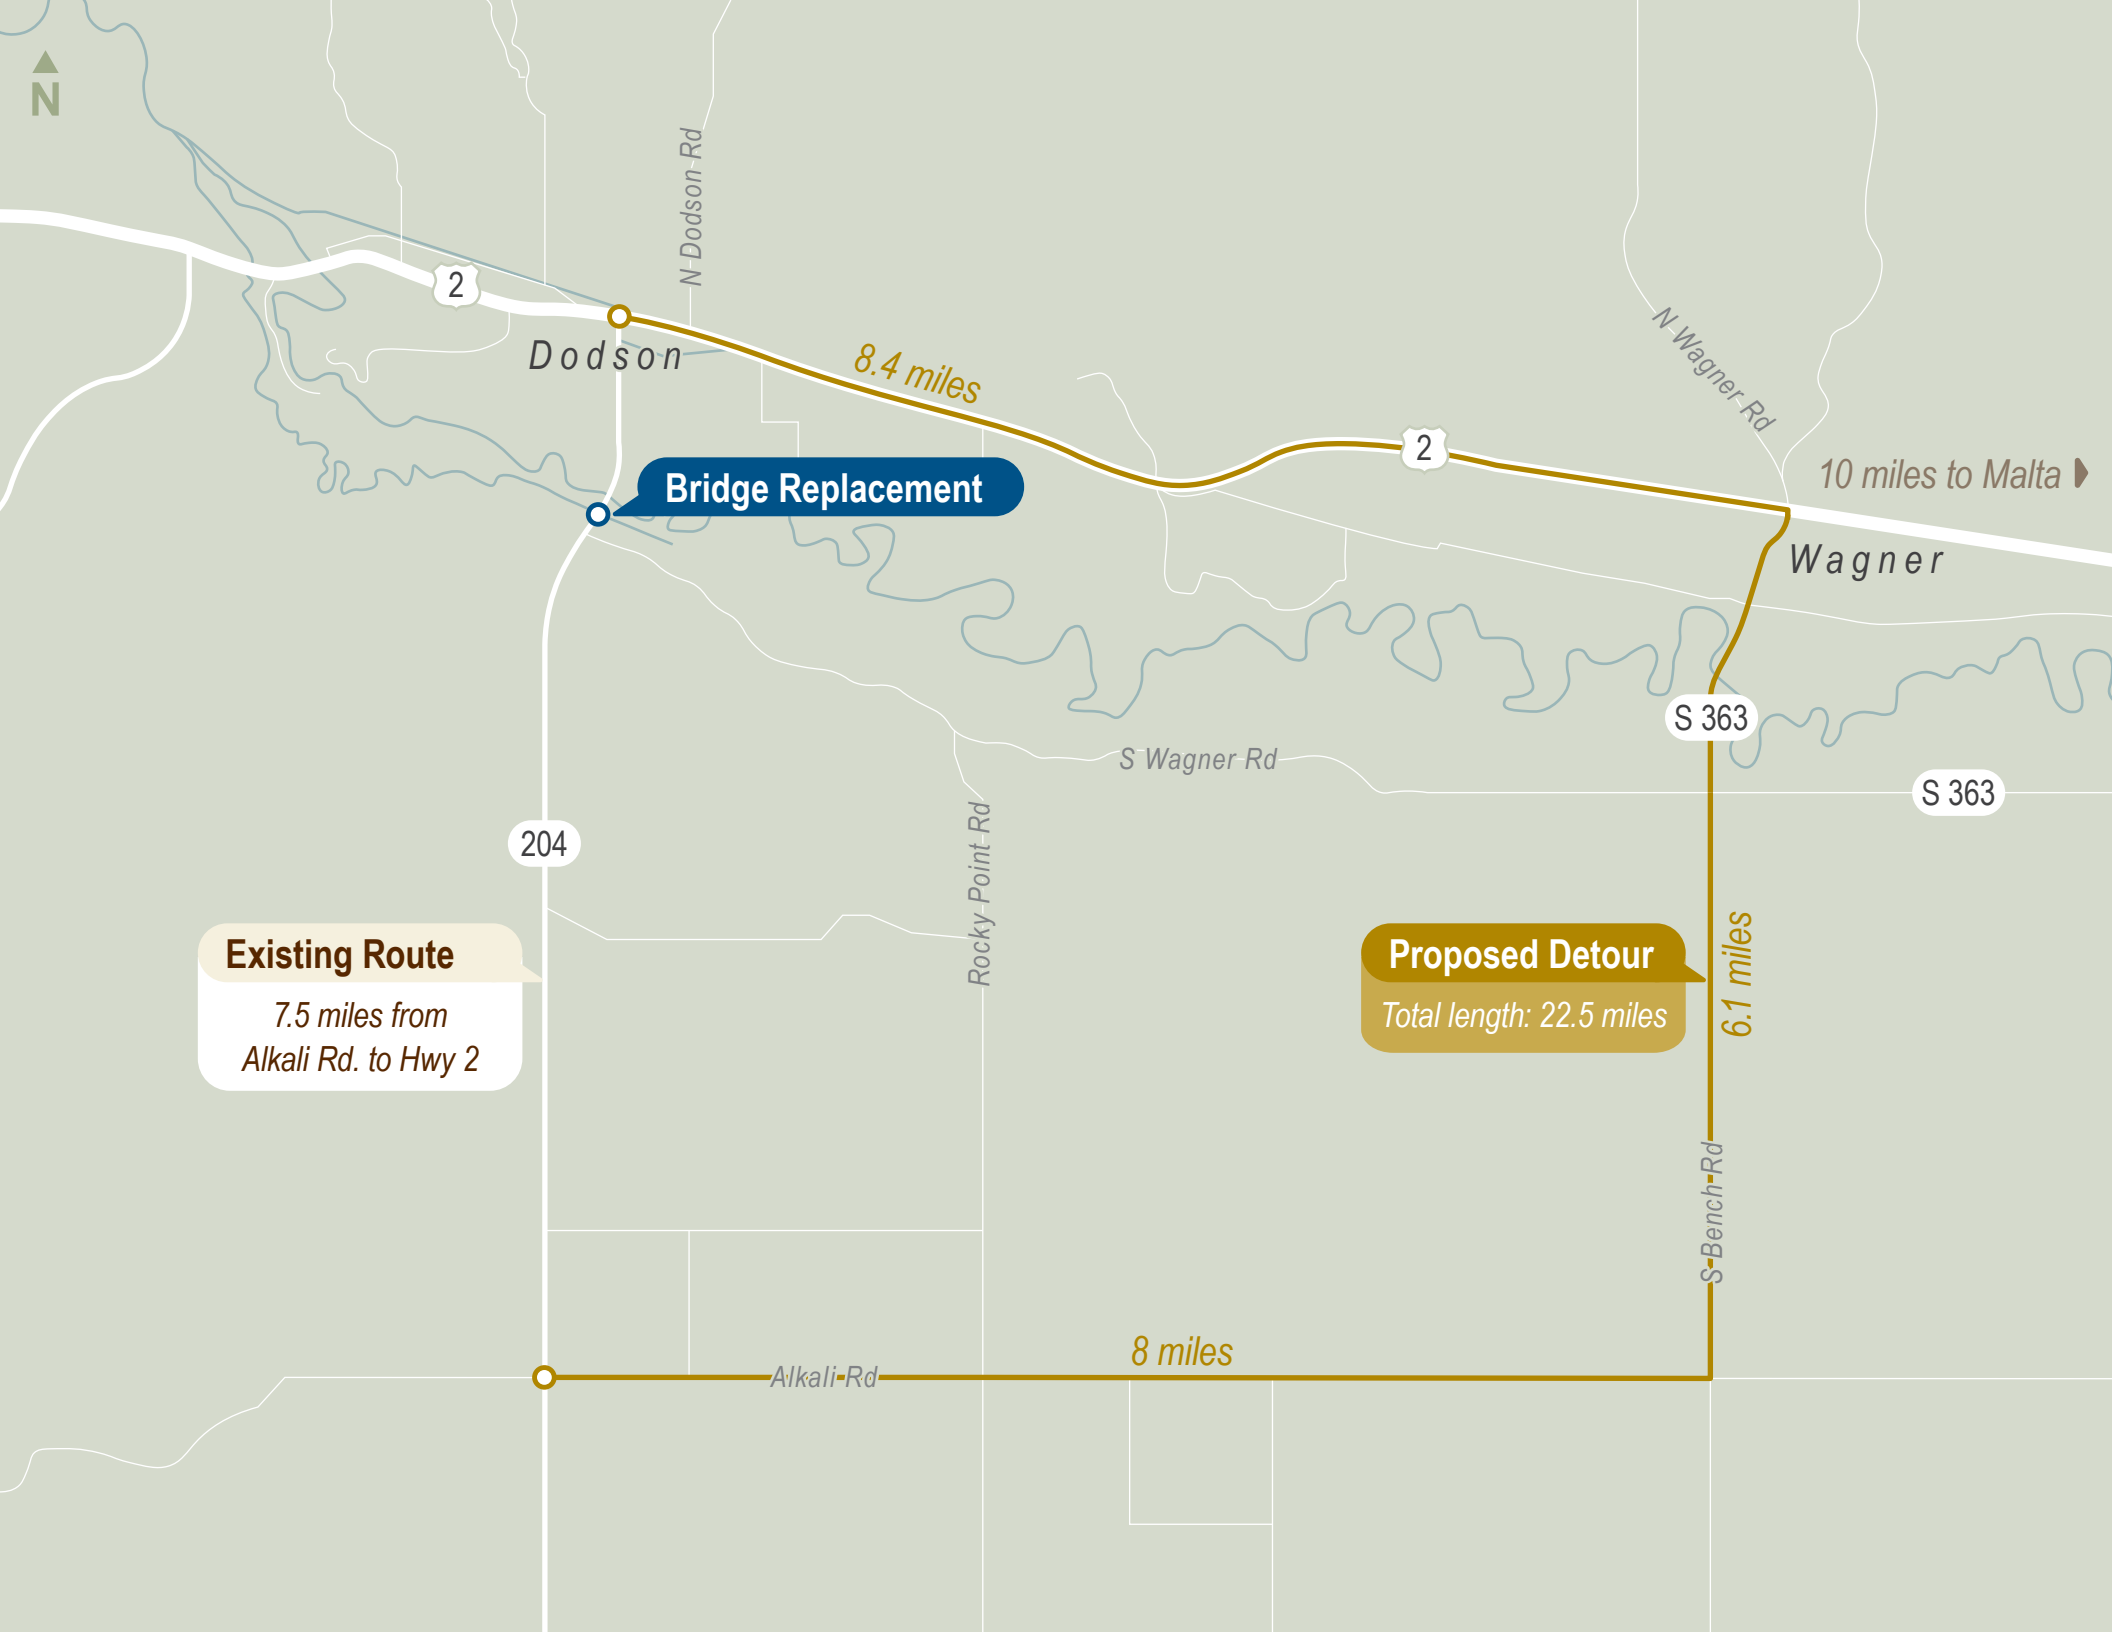 N
N Dodson Rd
2
Dodson
8.4 miles
N Wagner Rd
2
10 miles to Malta
Bridge Replacement
Wagner
S 363
S Wagner Rd
S 363
204
Rocky Point Rd
Existing Route
7.5 miles from
Alkali Rd. to Hwy 2
Proposed Detour
Total length: 22.5 miles
6.1 miles
S Bench Rd
8 miles
Alkali Rd